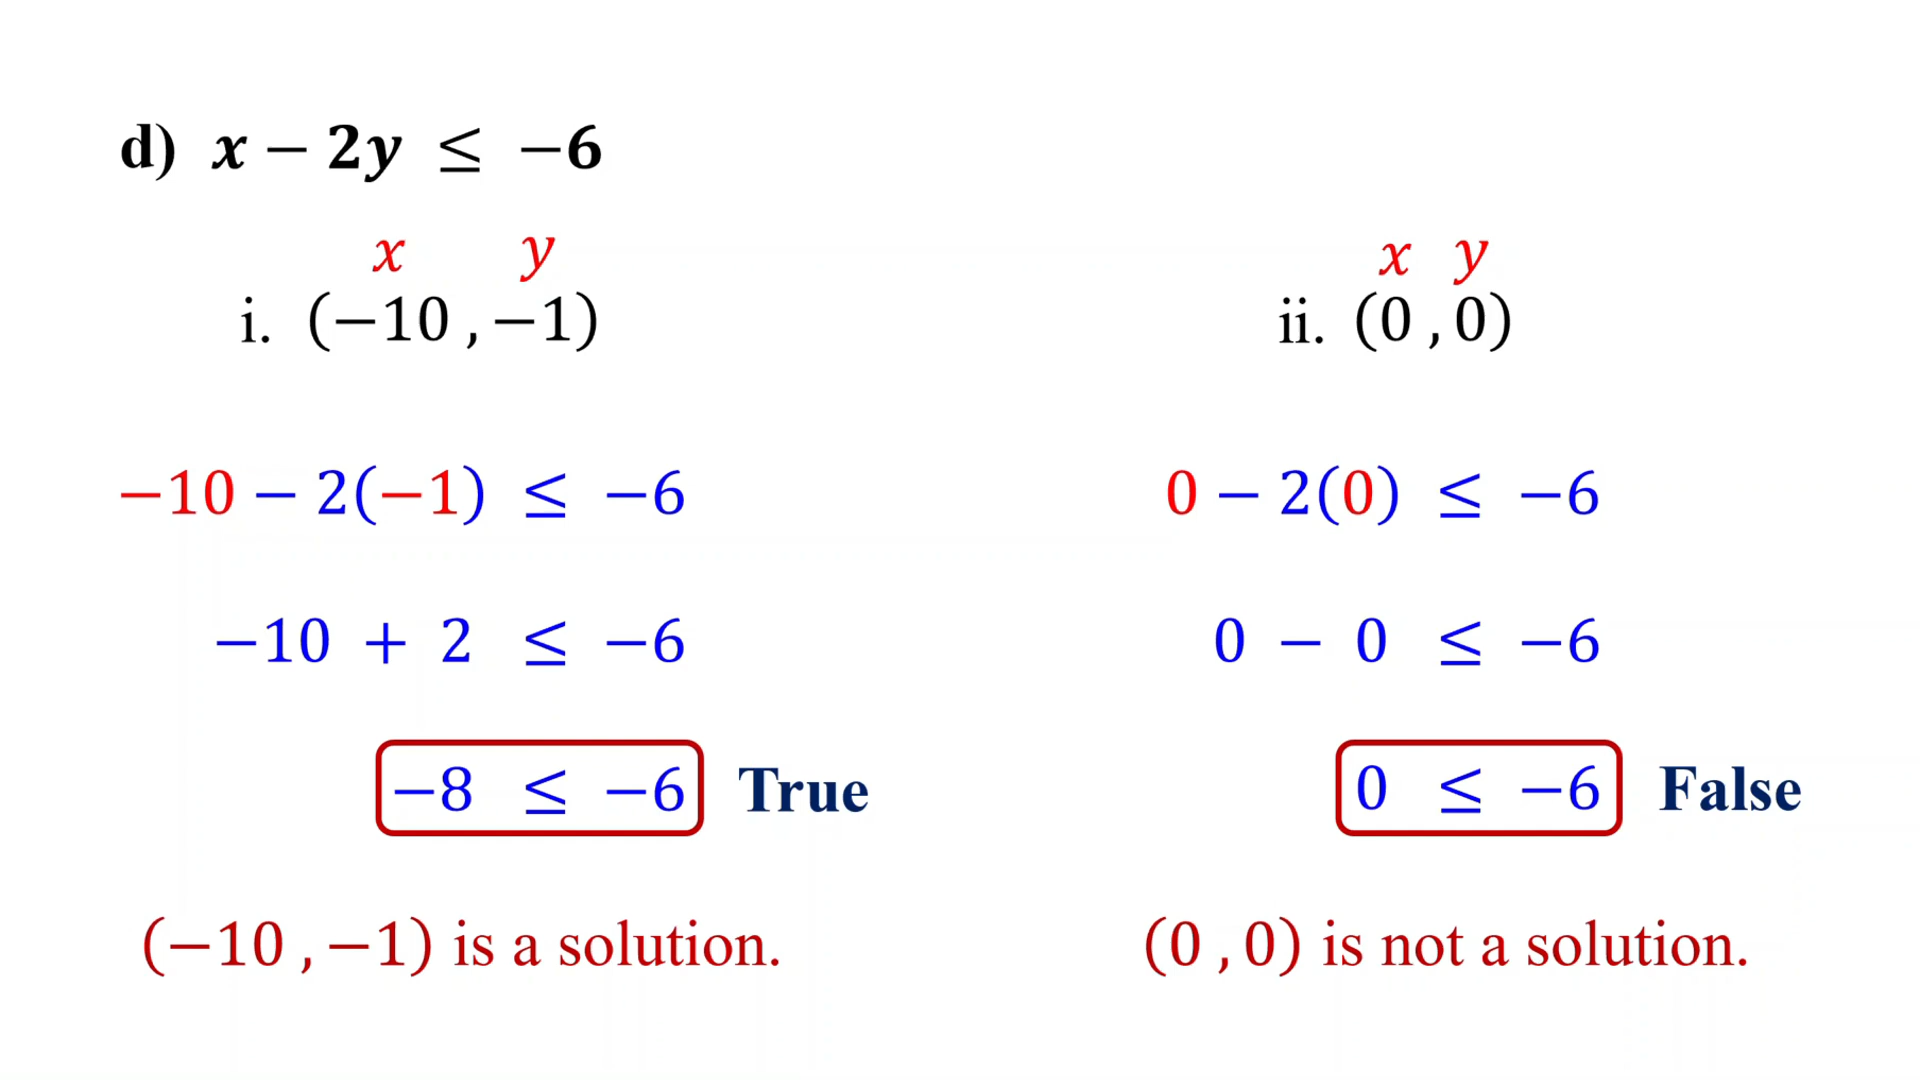 d) x − 2y ≤ −6
x y
i. (−10 , −1)
−10 − 2(−1) ≤ −6
−10 + 2 ≤ −6
−8 ≤ −6 True
(−10 , −1) is a solution.
x y
ii. (0 , 0)
0 − 2(0) ≤ −6
0 − 0 ≤ −6
0 ≤ −6 False
(0 , 0) is not a solution.